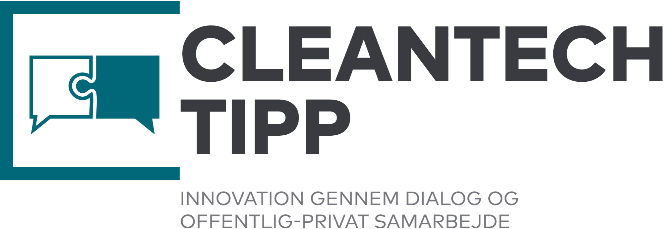 CLEANTECH
TIPP
INNOVATION GENNEM DIALOG OG
OFFENTLIG-PRIVAT SAMARBEJDE